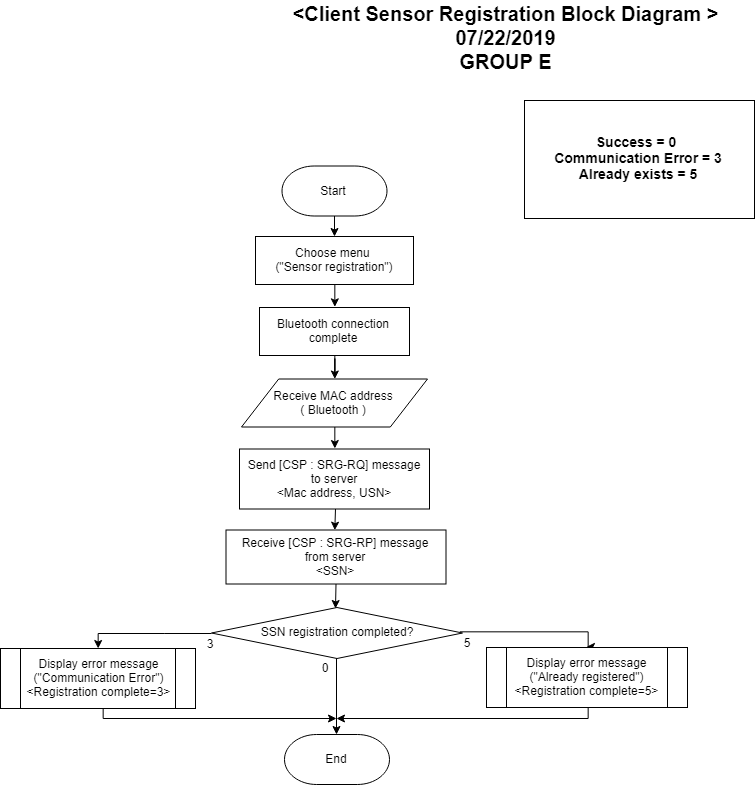 <Client Sensor Registration Block Diagram >
07/22/2019
GROUP E
Success = 0
Communication Error = 3
Already exists = 5
Start
Choose menu
("Sensor registration")
Bluetooth connection
complete
Receive MAC address
( Bluetooth )
Send [CSP : SRG-RQ] message
to server
<Mac address, USN>
Receive [CSP : SRG-RP] message
from server
<SSN>
SSN registration completed?
3
5
0
Display error message
("Communication Error")
<Registration complete=3>
Display error message
("Already registered")
<Registration complete=5>
End